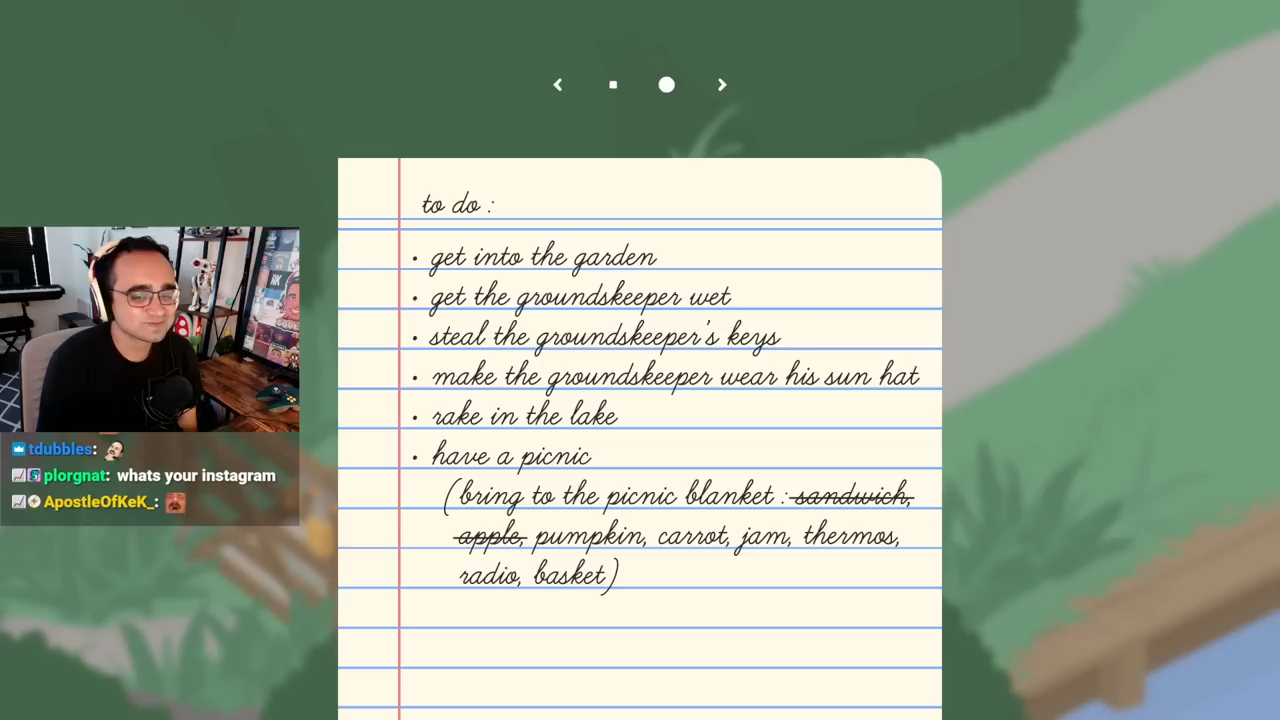 to do :
• get into the garden
• get the groundskeeper wet
• steal the groundskeeper's keys
• make the groundskeeper wear his sun hat
• rake in the lake
• have a picnic
(bring to the picnic blanket : sandwich,
apple, pumpkin, carrot, jam, thermos,
radio, basket)
tdubbles:
plorgnat: whats your instagram
ApostleOfKeK_: